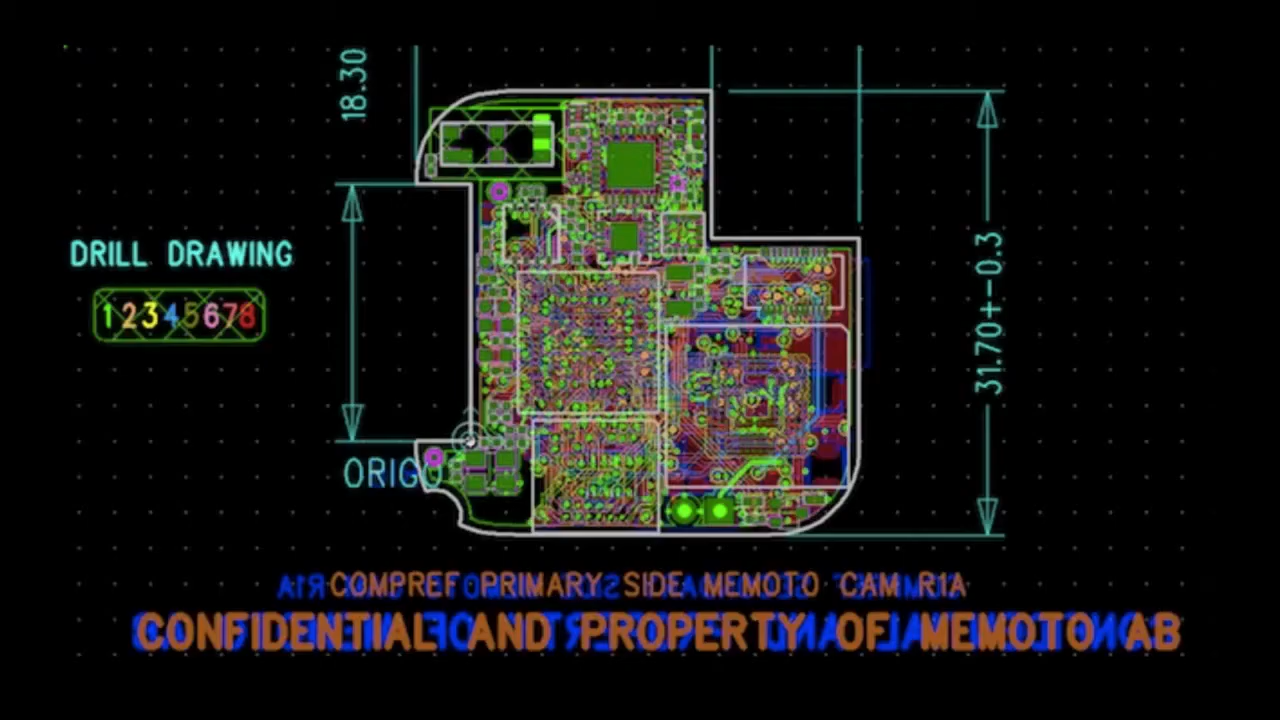 18.30
DRILL DRAWING
12345678
31.70+-0.3
ORIGO
COMPREF PRIMARY SIDE MEMOTO CAM R1A
CONFIDENTIAL AND PROPERTY OF MEMOTO AB